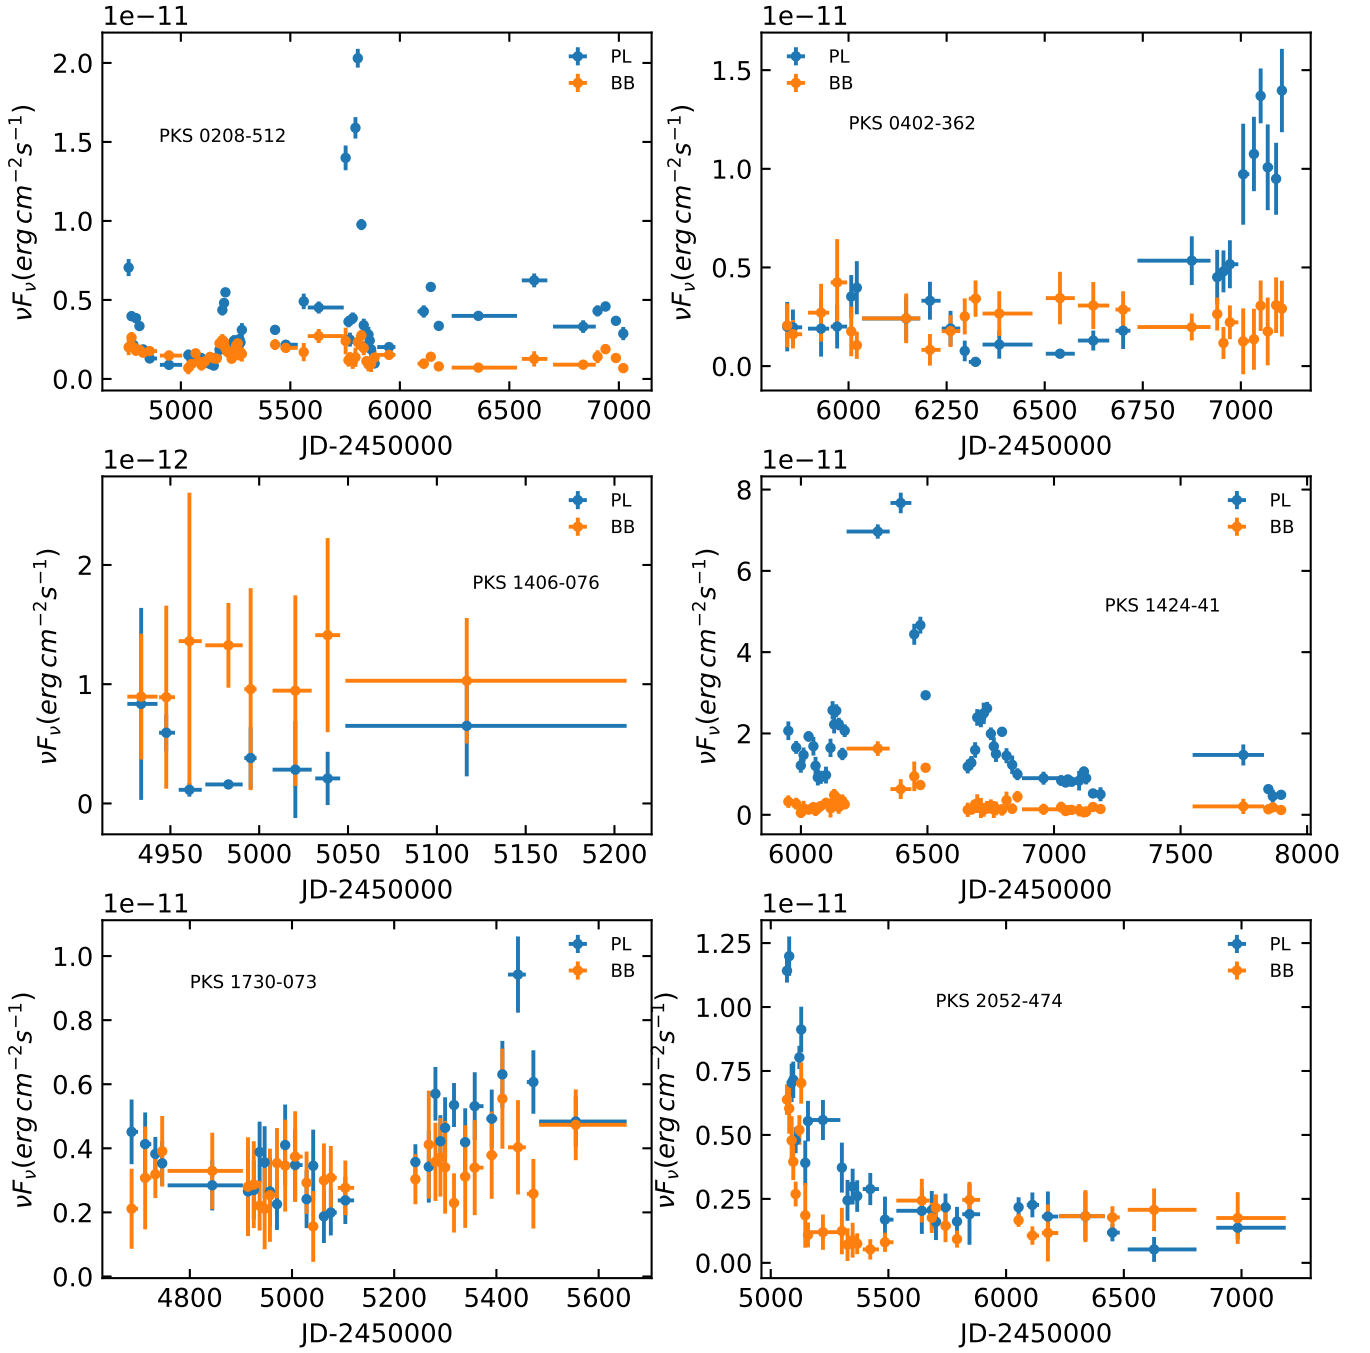 1e−11
2.0
1.5
1.0
0.5
0.0
νFν(erg cm−2s−1)
PKS 0208-512
PL
BB
5000 5500 6000 6500 7000
JD-2450000
1e−11
1.5
1.0
0.5
0.0
νFν(erg cm−2s−1)
PKS 0402-362
PL
BB
6000 6250 6500 6750 7000
JD-2450000
1e−12
2
1
0
νFν(erg cm−2s−1)
PKS 1406-076
PL
BB
4950 5000 5050 5100 5150 5200
JD-2450000
1e−11
8
6
4
2
0
νFν(erg cm−2s−1)
PKS 1424-41
PL
BB
6000 6500 7000 7500 8000
JD-2450000
1e−11
1.0
0.8
0.6
0.4
0.2
0.0
νFν(erg cm−2s−1)
PKS 1730-073
PL
BB
4800 5000 5200 5400 5600
JD-2450000
1e−11
1.25
1.00
0.75
0.50
0.25
0.00
νFν(erg cm−2s−1)
PKS 2052-474
PL
BB
5000 5500 6000 6500 7000
JD-2450000